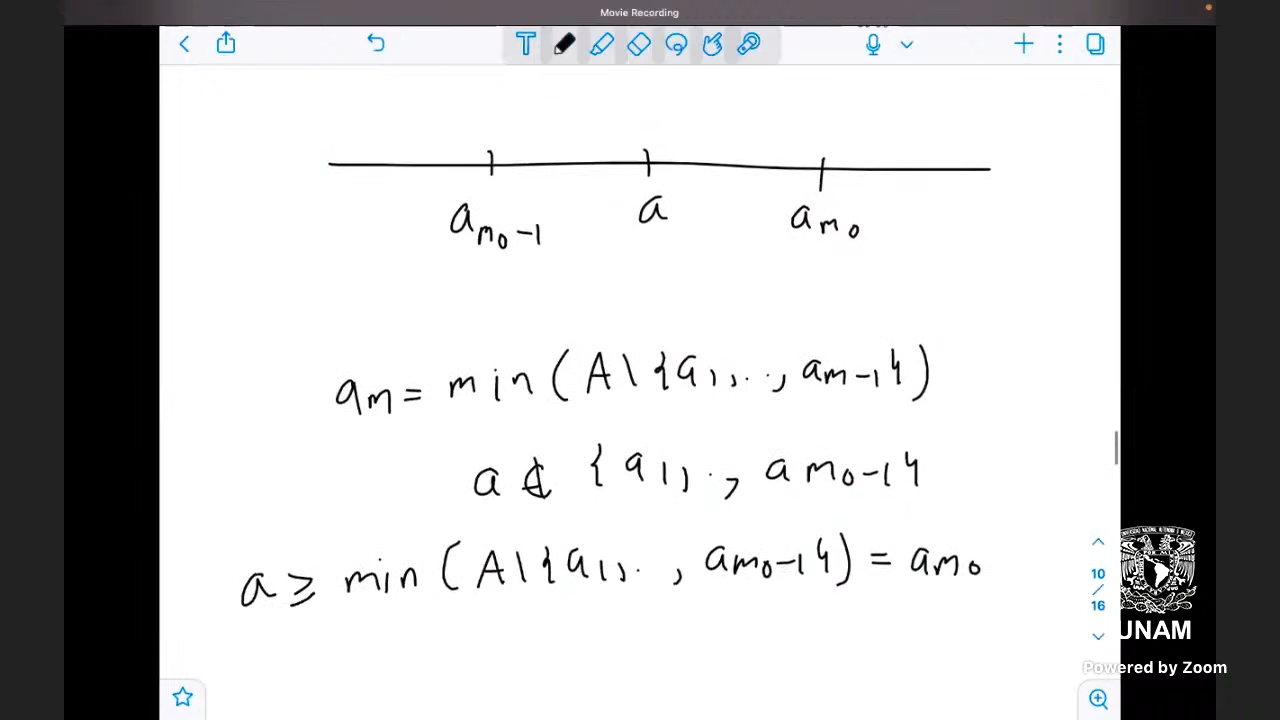 Movie Recording
T
a_{m_0-1} a a_{m_0}
a_m = min(A\{a_1,..,a_{m-1}})
a ∉ {a_1,.,a_{m_0-1}}
a ≥ min(A\{a_1,..,a_{m_0-1}}) = a_{m_0}
10
/
16
UNAM
Powered by Zoom